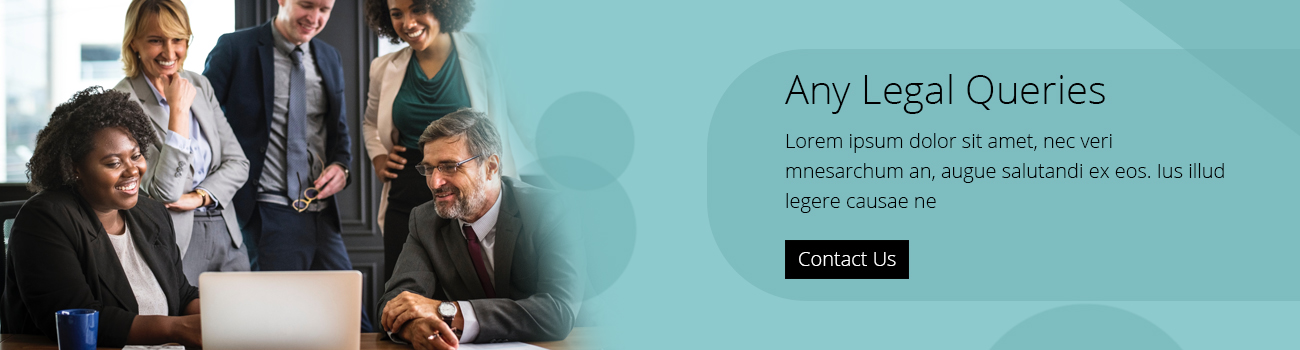 Any Legal Queries
Lorem ipsum dolor sit amet, nec veri
mnesarchum an, augue salutandi ex eos. Ius illud
legere causae ne
Contact Us